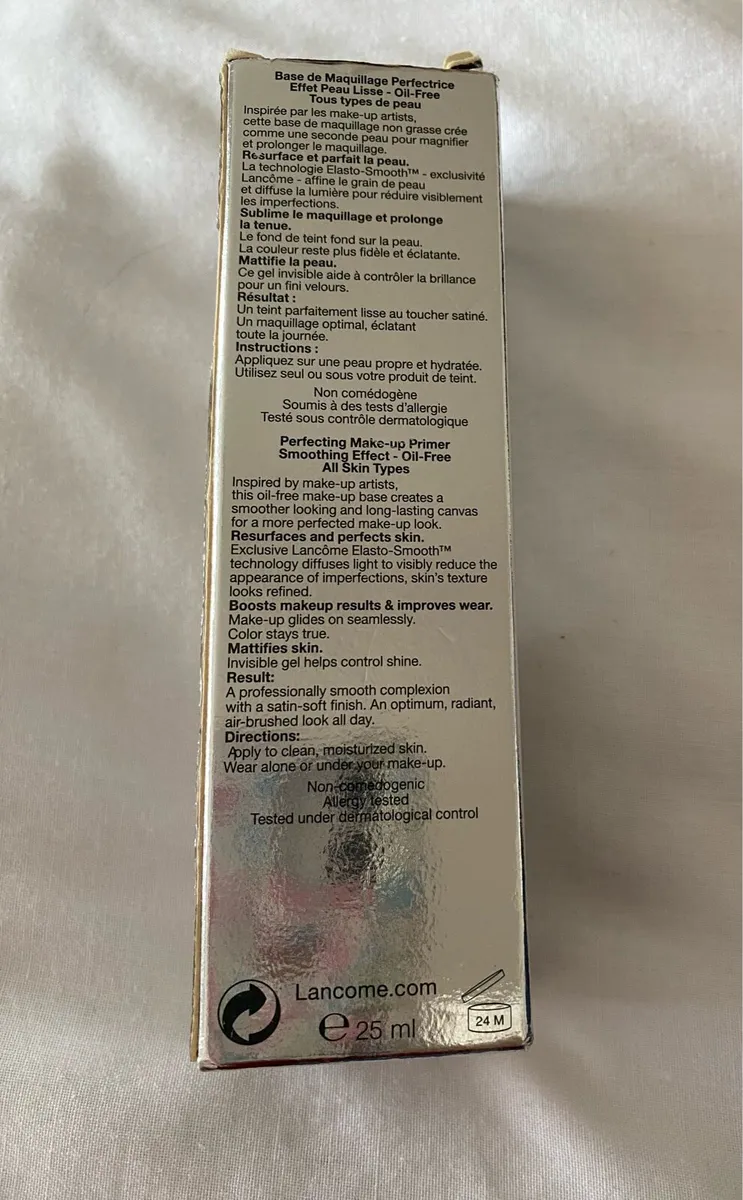 Base de Maquillage Perfectrice
Effet Peau Lisse - Oil-Free
Tous types de peau
Inspirée par les make-up artists,
cette base de maquillage non grasse crée
comme une seconde peau pour magnifier
et prolonger le maquillage.
Resurface et parfait la peau.
La technologie Elasto-Smooth™ - exclusivité
Lancôme - affine le grain de peau
et diffuse la lumière pour réduire visiblement
les imperfections.
Sublime le maquillage et prolonge
la tenue.
Le fond de teint fond sur la peau.
La couleur reste plus fidèle et éclatante.
Mattifie la peau.
Ce gel invisible aide à contrôler la brillance
pour un fini velours.
Résultat :
Un teint parfaitement lisse au toucher satiné.
Un maquillage optimal, éclatant
toute la journée.
Instructions :
Appliquez sur une peau propre et hydratée.
Utilisez seul ou sous votre produit de teint.
Non comédogène
Soumis à des tests d'allergie
Testé sous contrôle dermatologique
Perfecting Make-up Primer
Smoothing Effect - Oil-Free
All Skin Types
Inspired by make-up artists,
this oil-free make-up base creates a
smoother looking and long-lasting canvas
for a more perfected make-up look.
Resurfaces and perfects skin.
Exclusive Lancôme Elasto-Smooth™
technology diffuses light to visibly reduce the
appearance of imperfections, skin's texture
looks refined.
Boosts makeup results & improves wear.
Make-up glides on seamlessly.
Color stays true.
Mattifies skin.
Invisible gel helps control shine.
Result:
A professionally smooth complexion
with a satin-soft finish. An optimum, radiant,
air-brushed look all day.
Directions:
Apply to clean, moisturized skin.
Wear alone or under your make-up.
Non-comedogenic
Allergy tested
Tested under dermatological control
Lancome.com
e 25 ml
24 M